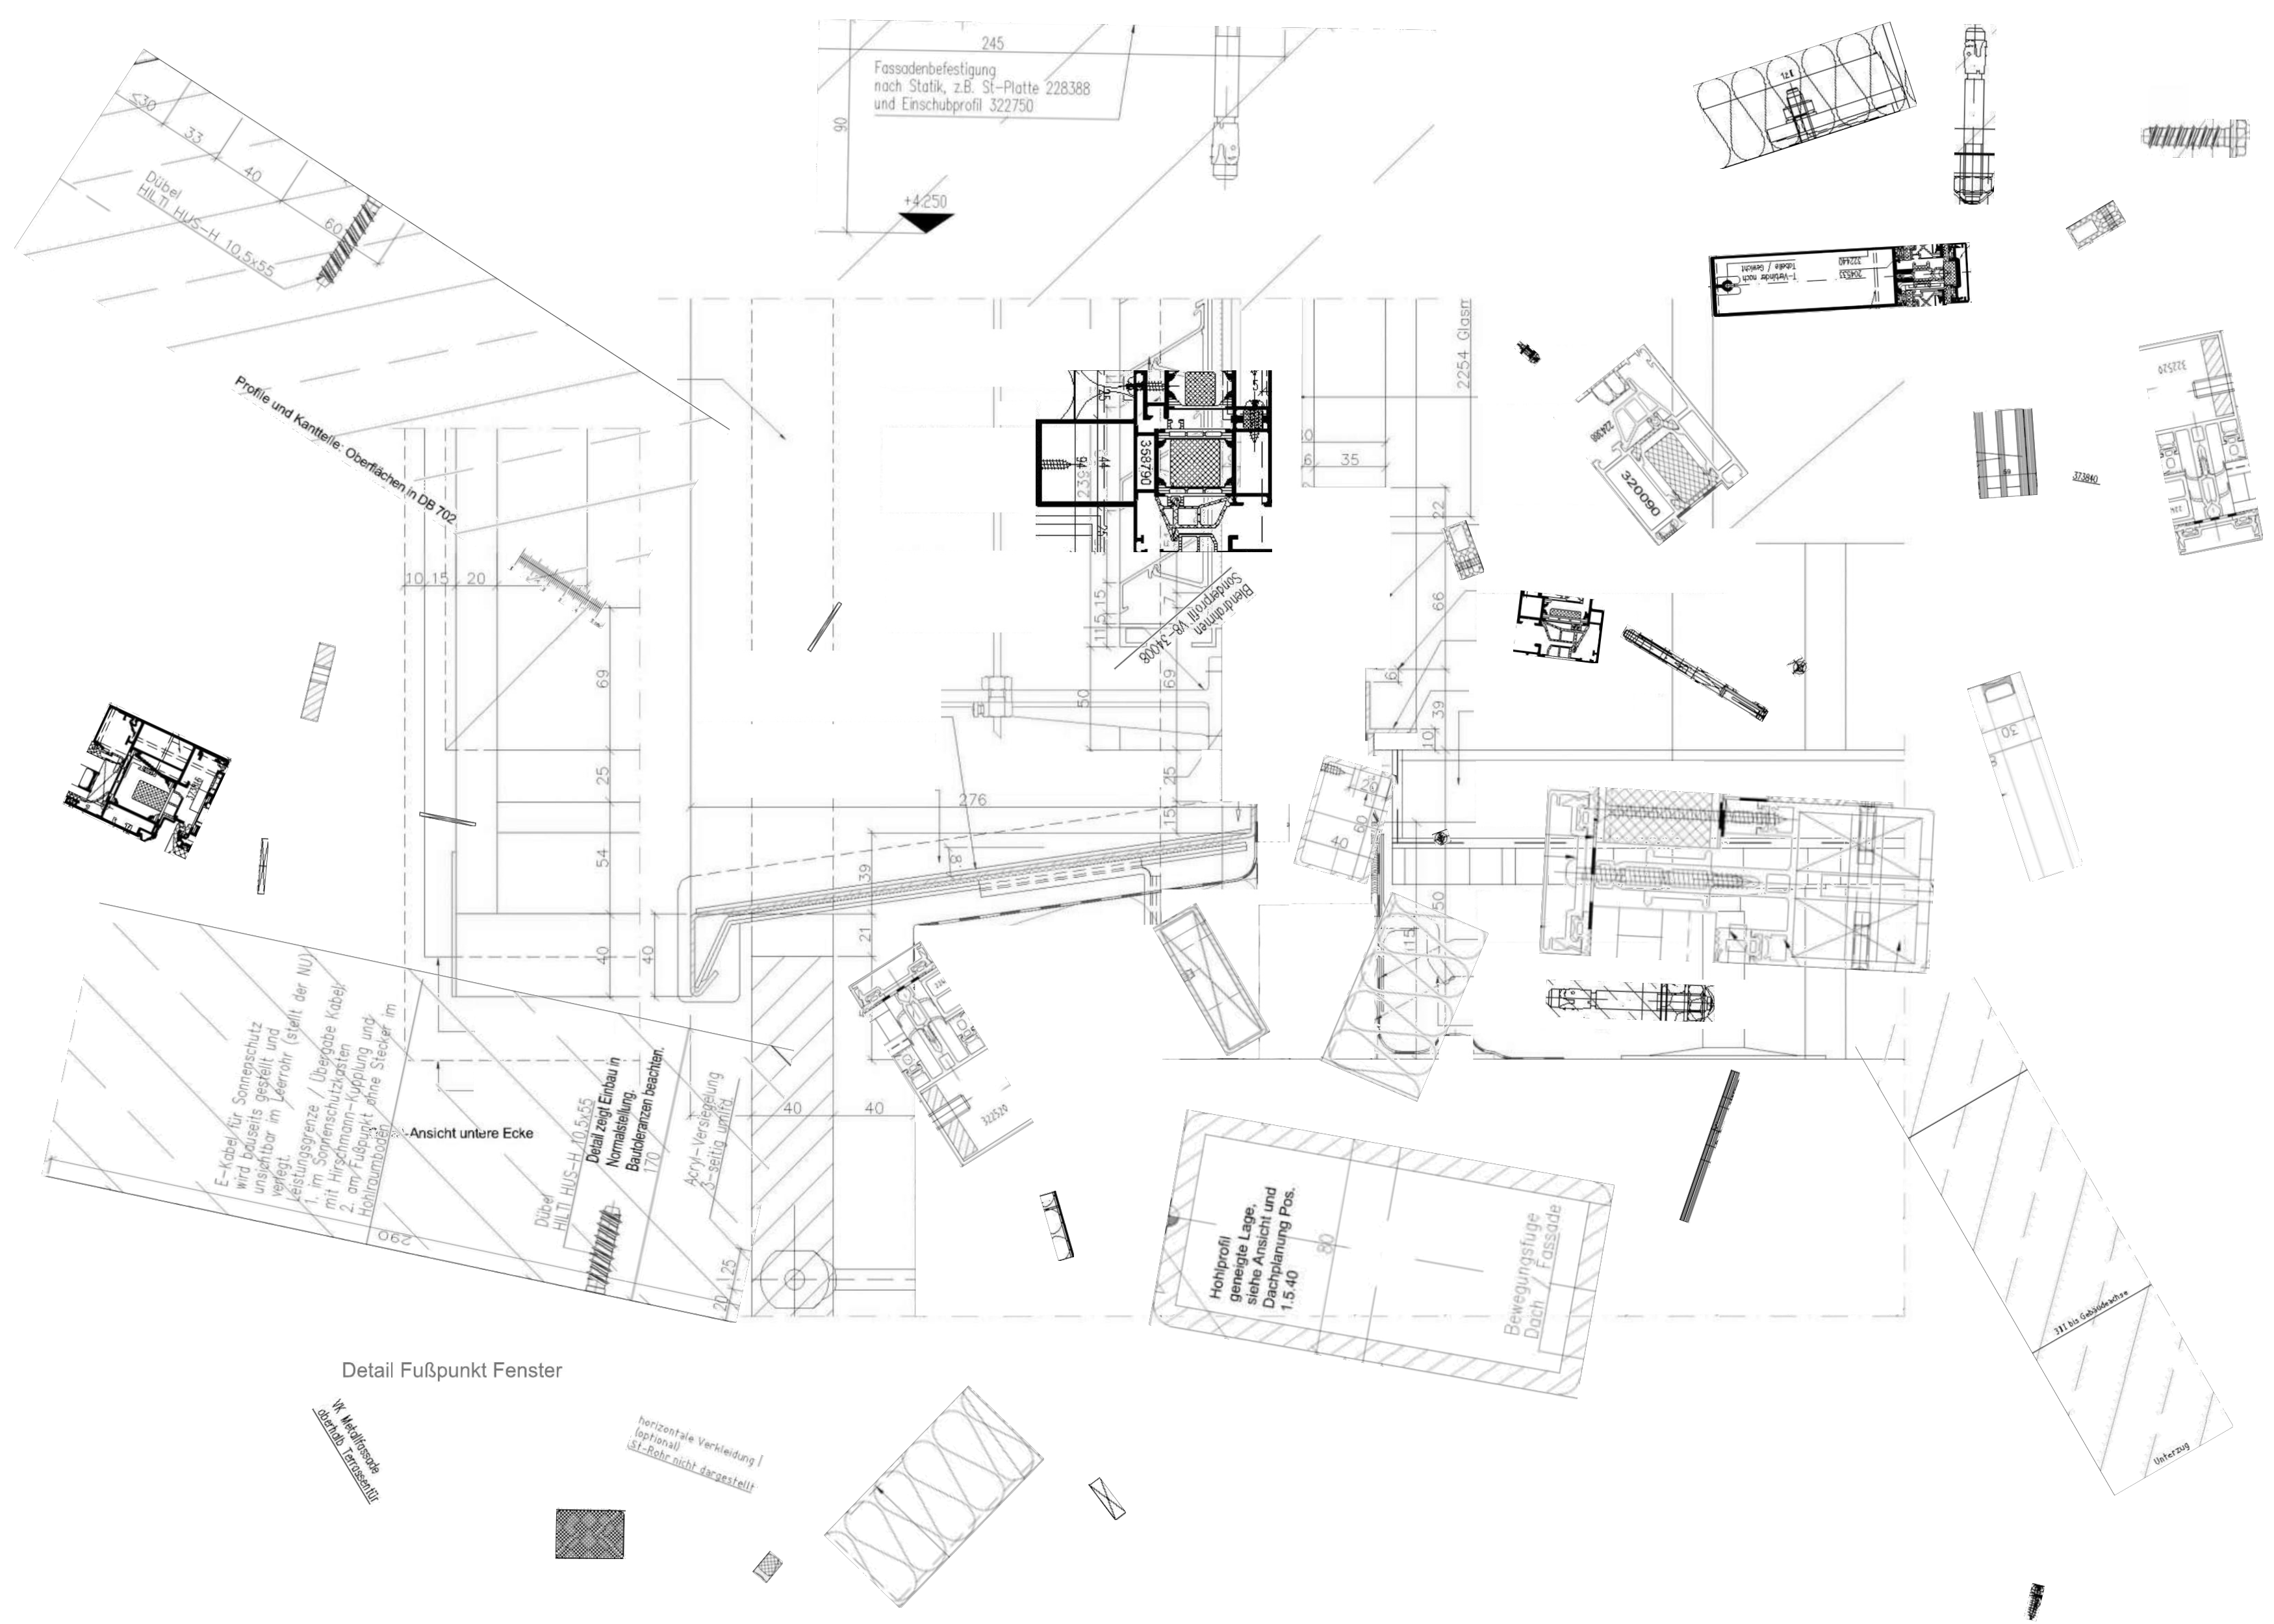 245
Fassadenbefestigung
nach Statik, z.B. St-Platte 228388
und Einschubprofil 322750
90
+4.250
≤30
33
40
60
Dübel
HILTI HUS-H 10,5x55
Profile und Kantteile: Oberflächen in DB 702
T-Verbinder nach
Tabelle / Gewicht
322440
204533
322520
373840
224386
320090
2254 Glasm
35
22
66
39
10
6
358790
94
44
239
Blendrahmen
Sonderprofil V8-34008
15
5
11
7
69
50
25
15
10
15
20
69
25
54
40
276
8
39
21
40
20
60
40
50
15
30
373846
322520
40
40
E-Kabel für Sonnenschutz
wird bauseits gestellt und
unsichtbar im Leerrohr (stellt der NU)
verlegt.
Leistungsgrenze / Übergabe Kabel:
1. im Sonnenschutzkasten
mit Hirschmann-Kupplung und
2. am Fußpunkt ohne Stecker im
Hohlraumboden
-Ansicht untere Ecke
290
Dübel
HILTI HUS-H 10,5x55
Detail zeigt Einbau in
Normalstellung.
Bautoleranzen beachten.
170
Acryl-Versiegelung
3-seitig umlfd.
20
25
Hohlprofil
geneigte Lage,
siehe Ansicht und
Dachplanung Pos.
1.5.40
80
Bewegungsfuge
Dach / Fassade
bis Gebäudeachse
Unterzug
Detail Fußpunkt Fenster
VK Metallfassade
oberhalb Terrassentür
horizontale Verkleidung /
(optional)
St-Rohr nicht dargestellt